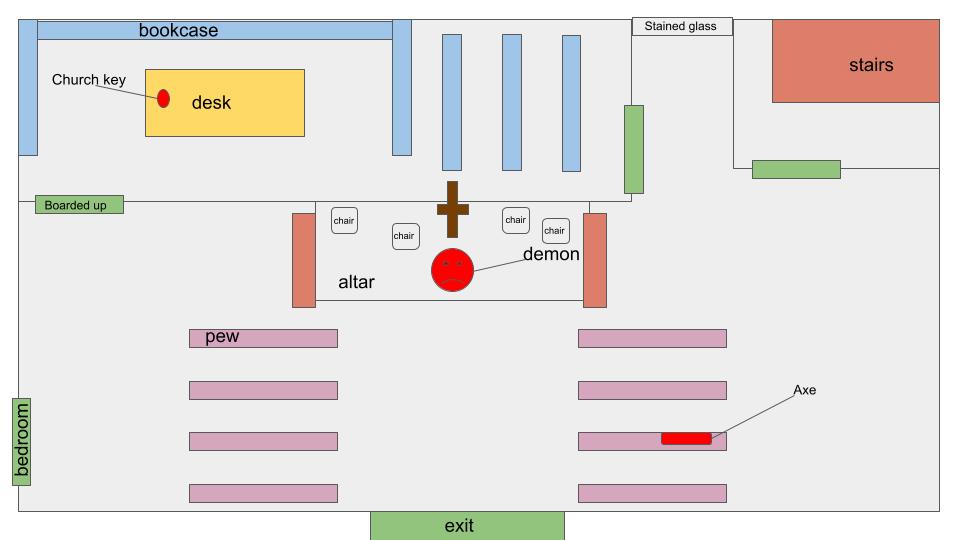 bookcase
Stained glass
stairs
Church key
desk
Boarded up
chair
chair
chair
chair
demon
altar
pew
Axe
bedroom
exit